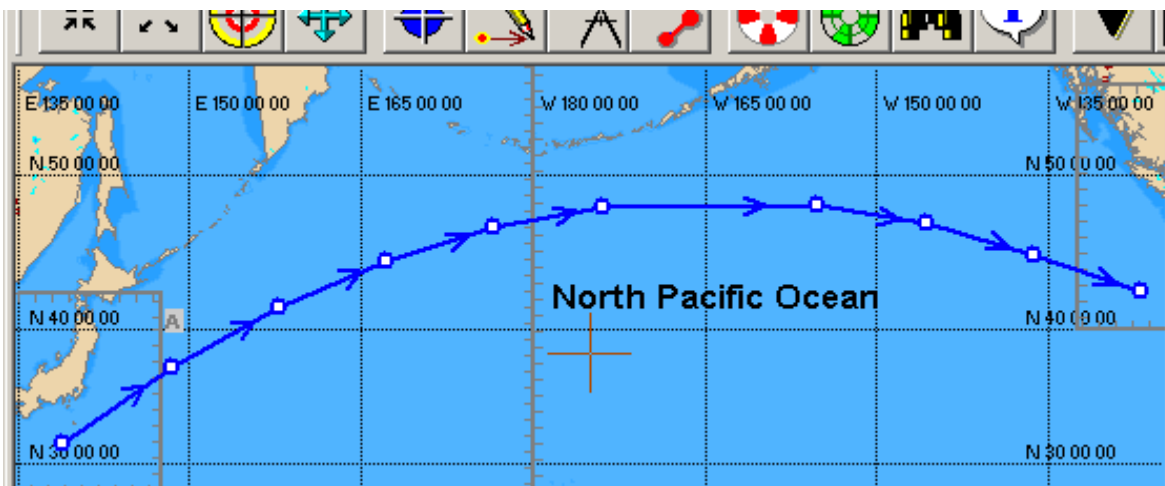 E 135 00 00 E 150 00 00 E 165 00 00 W 180 00 00 W 165 00 00 W 150 00 00 W 135 00 00
N 50 00 00 N 50 00 00
North Pacific Ocean
N 40 00 00 A N 40 00 00
N 30 00 00 N 30 00 00